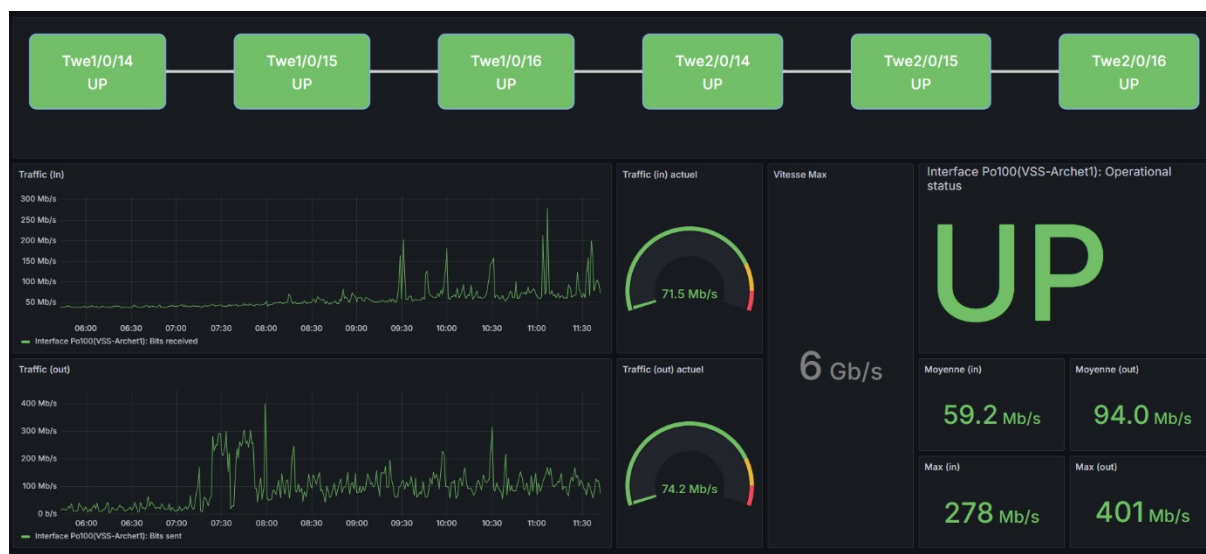 Twe1/0/14
UP
Twe1/0/15
UP
Twe1/0/16
UP
Twe2/0/14
UP
Twe2/0/15
UP
Twe2/0/16
UP
Traffic (In)
300 Mb/s
250 Mb/s
200 Mb/s
150 Mb/s
100 Mb/s
50 Mb/s
06:00 06:30 07:00 07:30 08:00 08:30 09:00 09:30 10:00 10:30 11:00 11:30
Interface Po100(VSS-Archet1): Bits received
Traffic (in) actuel
71.5 Mb/s
Vitesse Max
6 Gb/s
Interface Po100(VSS-Archet1): Operational
status
UP
Traffic (out)
400 Mb/s
300 Mb/s
200 Mb/s
100 Mb/s
0 b/s
06:00 06:30 07:00 07:30 08:00 08:30 09:00 09:30 10:00 10:30 11:00 11:30
Interface Po100(VSS-Archet1): Bits sent
Traffic (out) actuel
74.2 Mb/s
Moyenne (in)
59.2 Mb/s
Moyenne (out)
94.0 Mb/s
Max (in)
278 Mb/s
Max (out)
401 Mb/s